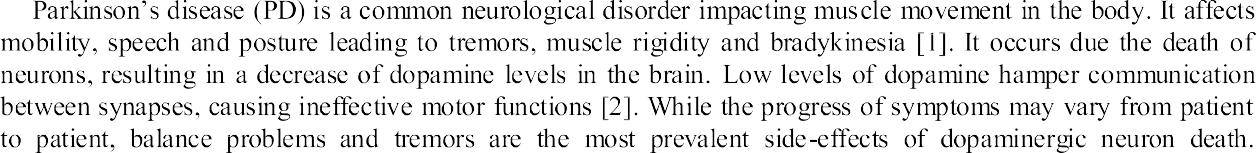 Parkinson's disease (PD) is a common neurological disorder impacting muscle movement in the body. It affects
mobility, speech and posture leading to tremors, muscle rigidity and bradykinesia [1]. It occurs due the death of
neurons, resulting in a decrease of dopamine levels in the brain. Low levels of dopamine hamper communication
between synapses, causing ineffective motor functions [2]. While the progress of symptoms may vary from patient
to patient, balance problems and tremors are the most prevalent side-effects of dopaminergic neuron death.